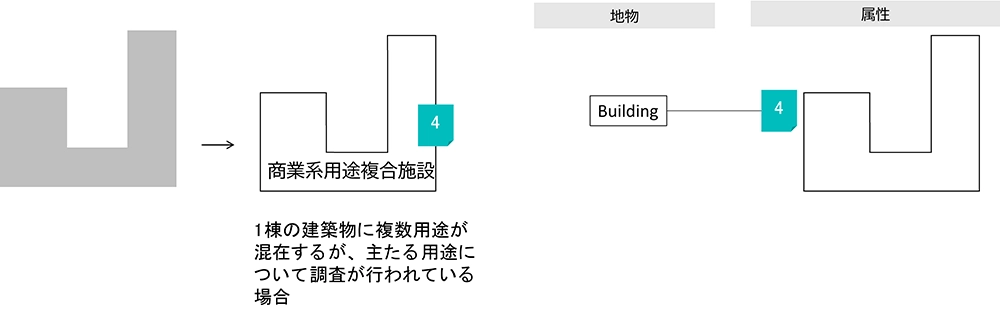 4
商業系用途複合施設
1棟の建築物に複数用途が
混在するが、主たる用途に
ついて調査が行われている
場合
地物
属性
Building
4